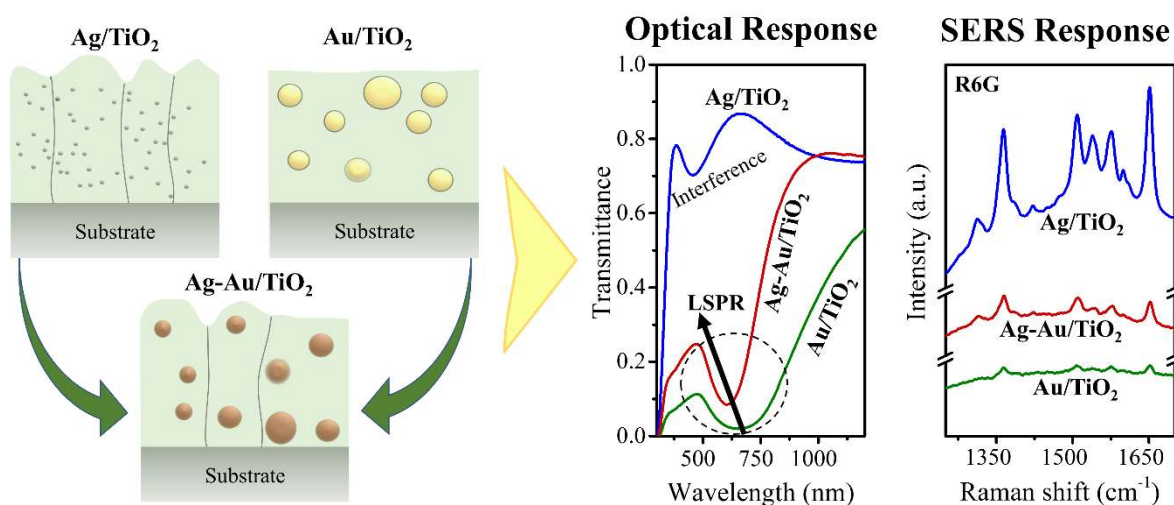 Ag/TiO₂
Au/TiO₂
Substrate
Substrate
Ag-Au/TiO₂
Substrate
Optical Response
Transmittance
1.0
0.8
0.6
0.4
0.2
0.0
Ag/TiO₂
Interference
LSPR
Ag-Au/TiO₂
Au/TiO₂
500 750 1000
Wavelength (nm)
SERS Response
Intensity (a.u.)
R6G
Ag/TiO₂
Ag-Au/TiO₂
Au/TiO₂
1350 1500 1650
Raman shift (cm⁻¹)